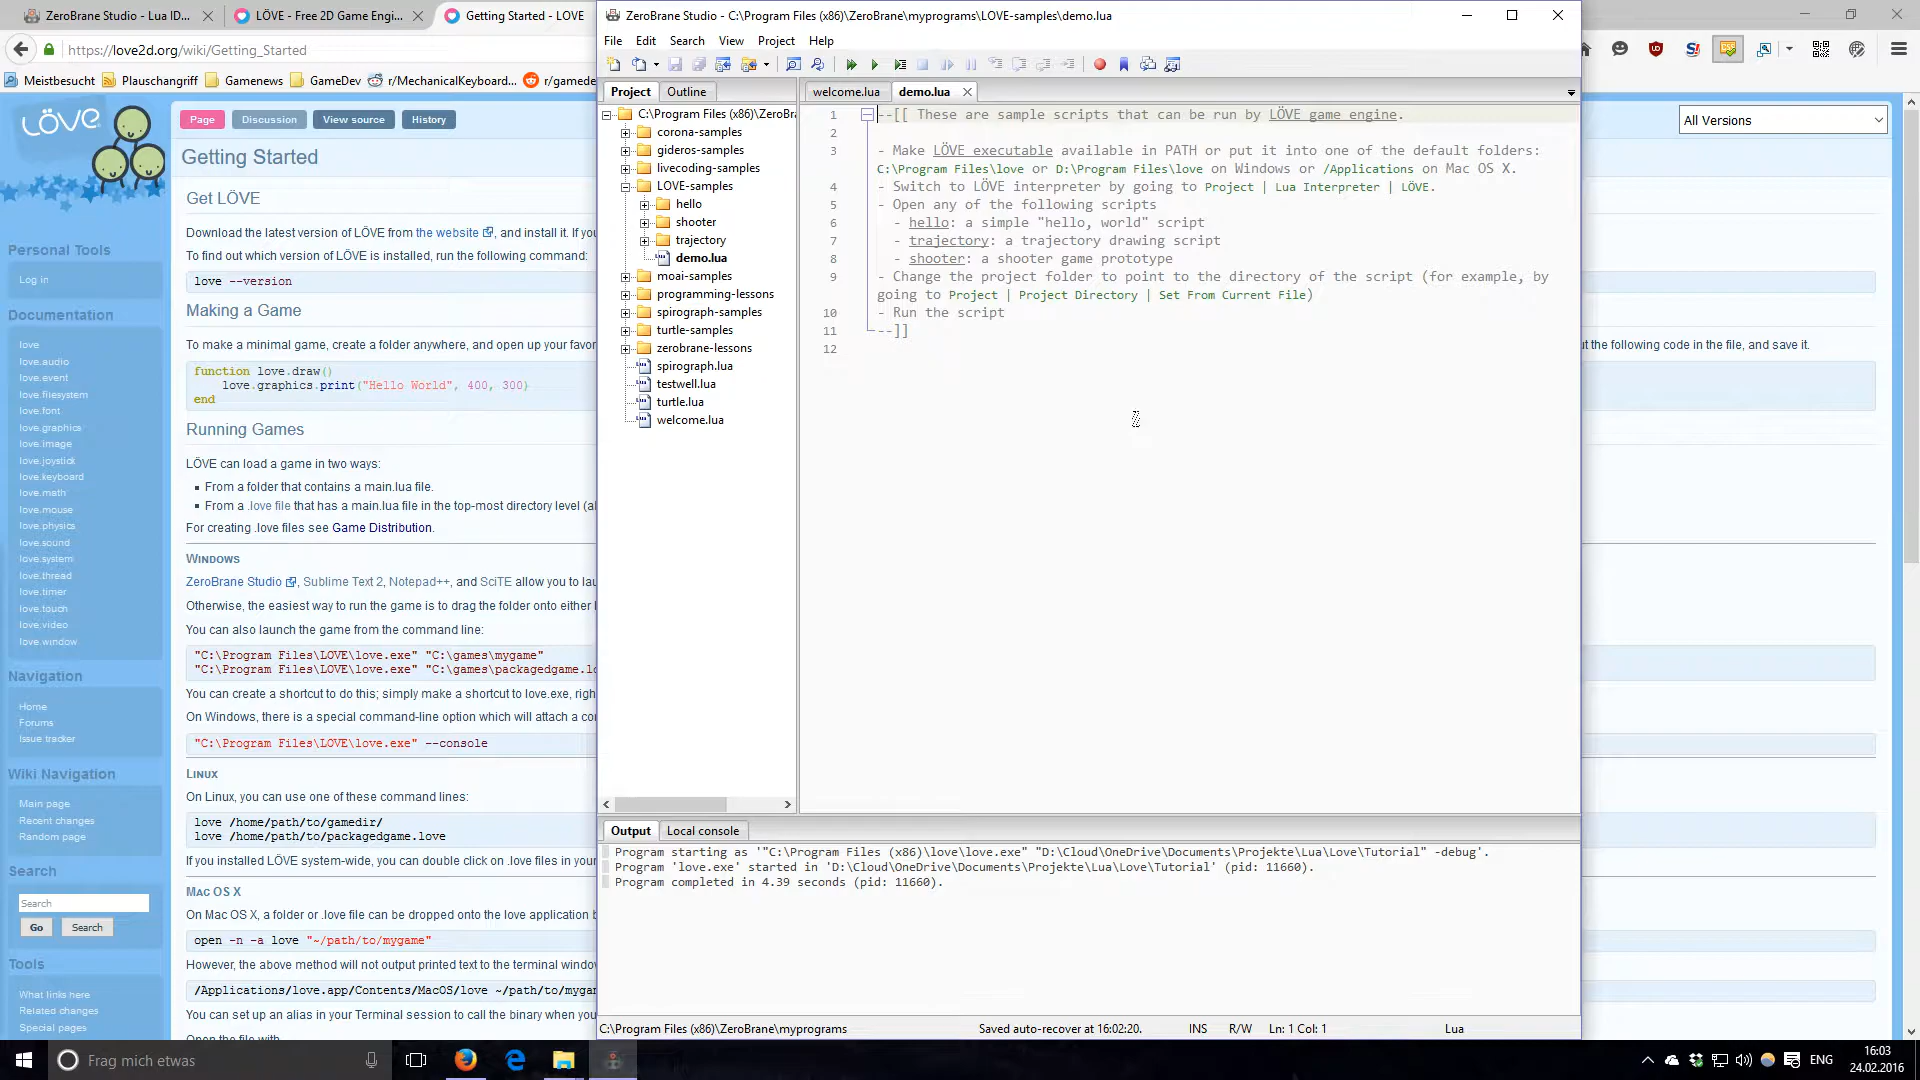 ZeroBrane Studio - Lua ID...
LÖVE - Free 2D Game Engi...
Getting Started - LOVE
https://love2d.org/wiki/Getting_Started
Meistbesucht
Plauschangriff
Gamenews
GameDev
r/MechanicalKeyboard...
r/gamede
LÖVE
Page
Discussion
View source
History
All Versions
Getting Started
Get LÖVE
Download the latest version of LÖVE from the website, and install it. If you
To find out which version of LÖVE is installed, run the following command:
love --version
Making a Game
To make a minimal game, create a folder anywhere, and open up your favor
ut the following code in the file, and save it.
function love.draw()
love.graphics.print("Hello World", 400, 300)
end
Running Games
LÖVE can load a game in two ways:
From a folder that contains a main.lua file.
From a .love file that has a main.lua file in the top-most directory level (a
For creating .love files see Game Distribution.
WINDOWS
ZeroBrane Studio, Sublime Text 2, Notepad++, and SciTE allow you to lau
Otherwise, the easiest way to run the game is to drag the folder onto either l
You can also launch the game from the command line:
"C:\Program Files\LOVE\love.exe" "C:\games\mygame"
"C:\Program Files\LOVE\love.exe" "C:\games\packagedgame.lo
You can create a shortcut to do this; simply make a shortcut to love.exe, righ
On Windows, there is a special command-line option which will attach a con
"C:\Program Files\LOVE\love.exe" --console
LINUX
On Linux, you can use one of these command lines:
love /home/path/to/gamedir/
love /home/path/to/packagedgame.love
If you installed LÖVE system-wide, you can double click on .love files in your
MAC OS X
On Mac OS X, a folder or .love file can be dropped onto the love application b
open -n -a love "~/path/to/mygame"
However, the above method will not output printed text to the terminal window
/Applications/love.app/Contents/MacOS/love ~/path/to/mygam
You can set up an alias in your Terminal session to call the binary when you
Open the file with
Personal Tools
Log in
Documentation
love
love.audio
love.event
love.filesystem
love.font
love.graphics
love.image
love.joystick
love.keyboard
love.math
love.mouse
love.physics
love.sound
love.system
love.thread
love.timer
love.touch
love.video
love.window
Navigation
Home
Forums
Issue tracker
Wiki Navigation
Main page
Recent changes
Random page
Search
Search
Go
Search
Tools
What links here
Related changes
Special pages
ZeroBrane Studio - C:\Program Files (x86)\ZeroBrane\myprograms\LOVE-samples\demo.lua
File Edit Search View Project Help
Project
Outline
C:\Program Files (x86)\ZeroBra
corona-samples
gideros-samples
livecoding-samples
LOVE-samples
hello
shooter
trajectory
demo.lua
moai-samples
programming-lessons
spirograph-samples
turtle-samples
zerobrane-lessons
spirograph.lua
testwell.lua
turtle.lua
welcome.lua
welcome.lua
demo.lua
1 --[[ These are sample scripts that can be run by LÖVE game engine.
2
3 - Make LÖVE executable available in PATH or put it into one of the default folders:
C:\Program Files\love or D:\Program Files\love on Windows or /Applications on Mac OS X.
4 - Switch to LÖVE interpreter by going to Project | Lua Interpreter | LÖVE.
5 - Open any of the following scripts
6 - hello: a simple "hello, world" script
7 - trajectory: a trajectory drawing script
8 - shooter: a shooter game prototype
9 - Change the project folder to point to the directory of the script (for example, by
going to Project | Project Directory | Set From Current File)
10 - Run the script
11 --]]
12
Output
Local console
Program starting as '"C:\Program Files (x86)\love\love.exe" "D:\Cloud\OneDrive\Documents\Projekte\Lua\Love\Tutorial" -debug'.
Program 'love.exe' started in 'D:\Cloud\OneDrive\Documents\Projekte\Lua\Love\Tutorial' (pid: 11660).
Program completed in 4.39 seconds (pid: 11660).
C:\Program Files (x86)\ZeroBrane\myprograms
Saved auto-recover at 16:02:20.
INS
R/W
Ln: 1 Col: 1
Lua
Frag mich etwas
ENG
16:03
24.02.2016